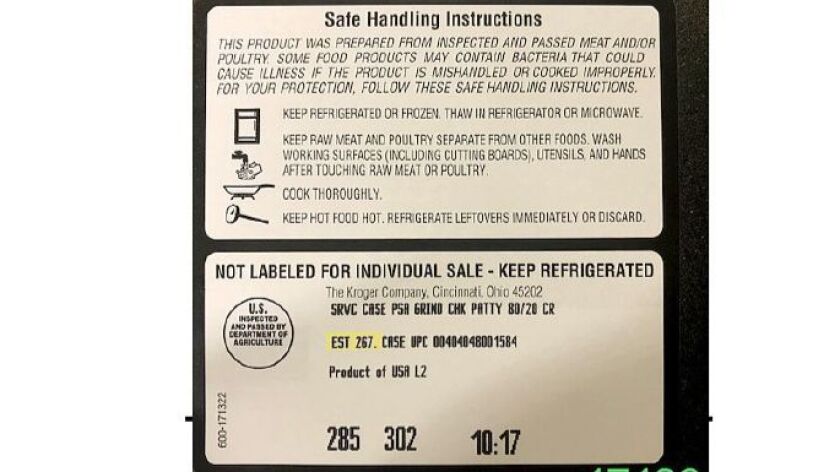 Safe Handling Instructions
THIS PRODUCT WAS PREPARED FROM INSPECTED AND PASSED MEAT AND/OR
POULTRY. SOME FOOD PRODUCTS MAY CONTAIN BACTERIA THAT COULD
CAUSE ILLNESS IF THE PRODUCT IS MISHANDLED OR COOKED IMPROPERLY.
FOR YOUR PROTECTION, FOLLOW THESE SAFE HANDLING INSTRUCTIONS.
KEEP REFRIGERATED OR FROZEN. THAW IN REFRIGERATOR OR MICROWAVE.
KEEP RAW MEAT AND POULTRY SEPARATE FROM OTHER FOODS. WASH
WORKING SURFACES (INCLUDING CUTTING BOARDS), UTENSILS, AND HANDS
AFTER TOUCHING RAW MEAT OR POULTRY.
COOK THOROUGHLY.
KEEP HOT FOOD HOT. REFRIGERATE LEFTOVERS IMMEDIATELY OR DISCARD.
NOT LABELED FOR INDIVIDUAL SALE - KEEP REFRIGERATED
The Kroger Company, Cincinnati, Ohio 45202
SRVC CASE PSA GRIND CHK PATTY 80/20 CR
U.S.
INSPECTED
AND PASSED BY
DEPARTMENT OF
AGRICULTURE
EST 267. CASE UPC 00404048001584
Product of USA L2
600-171322
285 302 10:17